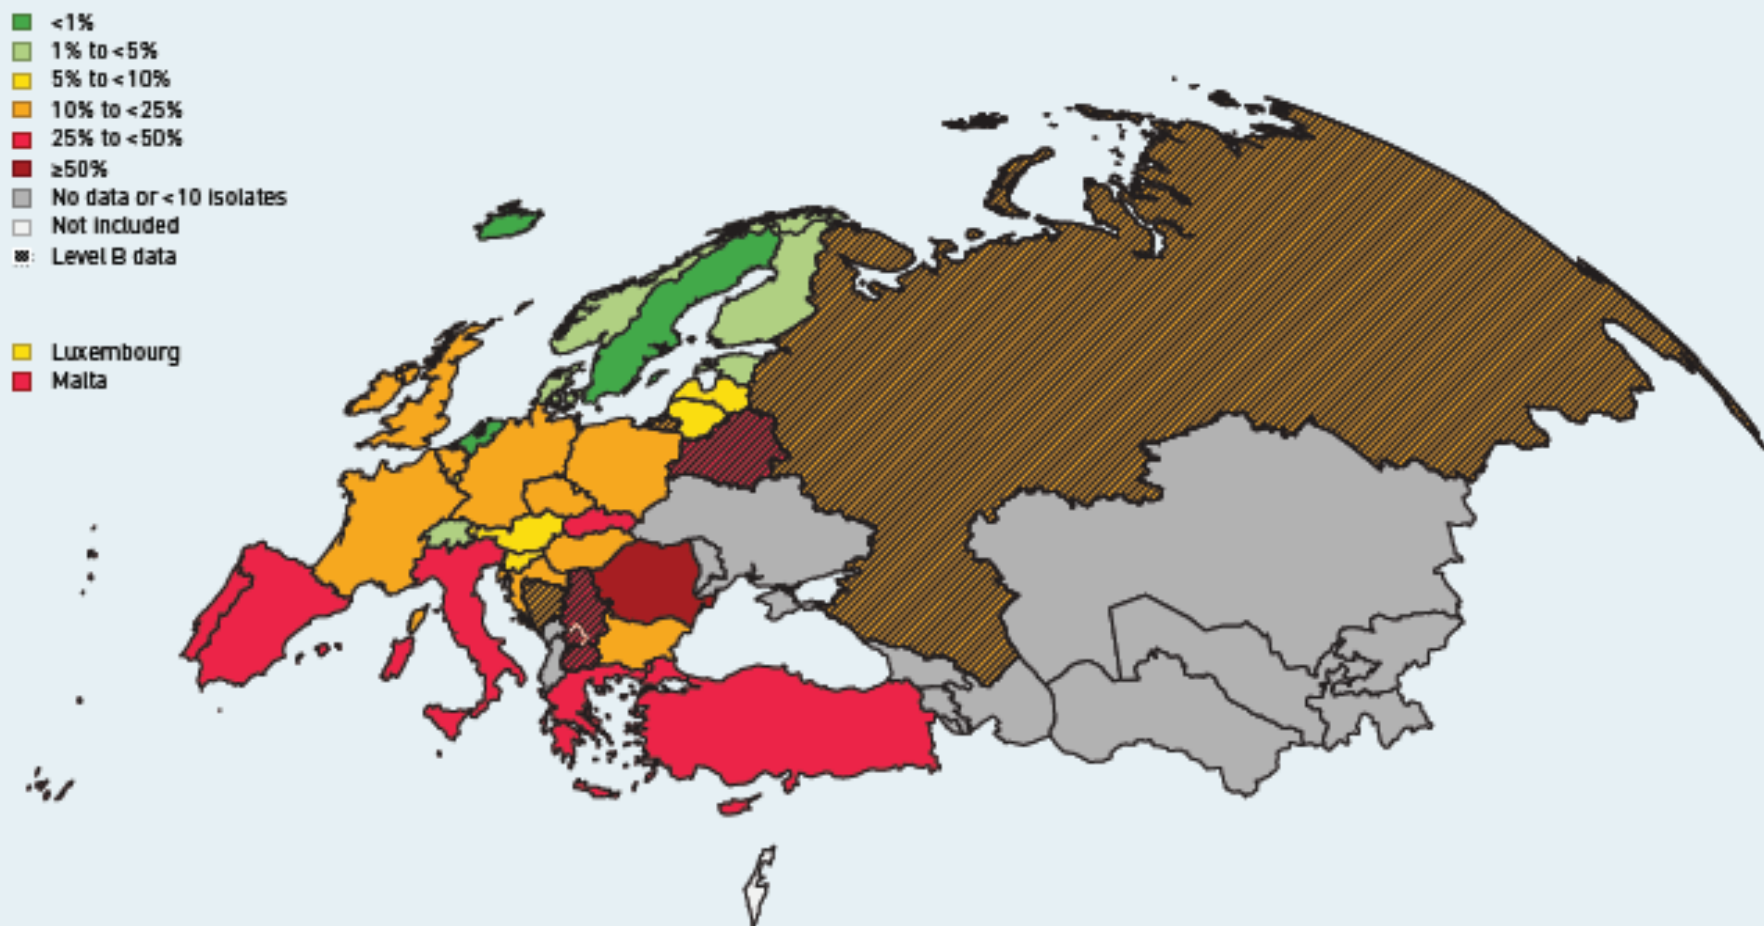 <1%
1% to <5%
5% to <10%
10% to <25%
25% to <50%
≥50%
No data or <10 isolates
Not included
Level B data
Luxembourg
Malta